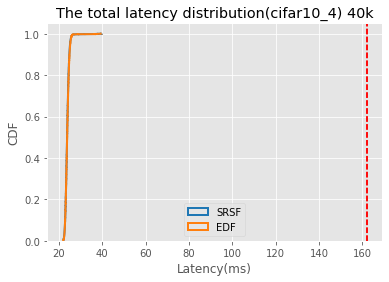 The total latency distribution(cifar10_4) 40k
1.0
0.8
0.6
0.4
0.2
0.0
CDF
SRSF
EDF
20 40 60 80 100 120 140 160
Latency(ms)